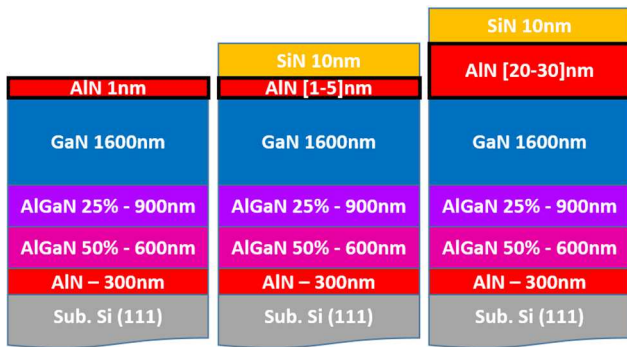 AlN 1nm
GaN 1600nm
AlGaN 25% - 900nm
AlGaN 50% - 600nm
AlN – 300nm
Sub. Si (111)
SiN 10nm
AlN [1-5]nm
GaN 1600nm
AlGaN 25% - 900nm
AlGaN 50% - 600nm
AlN – 300nm
Sub. Si (111)
SiN 10nm
AlN [20-30]nm
GaN 1600nm
AlGaN 25% - 900nm
AlGaN 50% - 600nm
AlN – 300nm
Sub. Si (111)